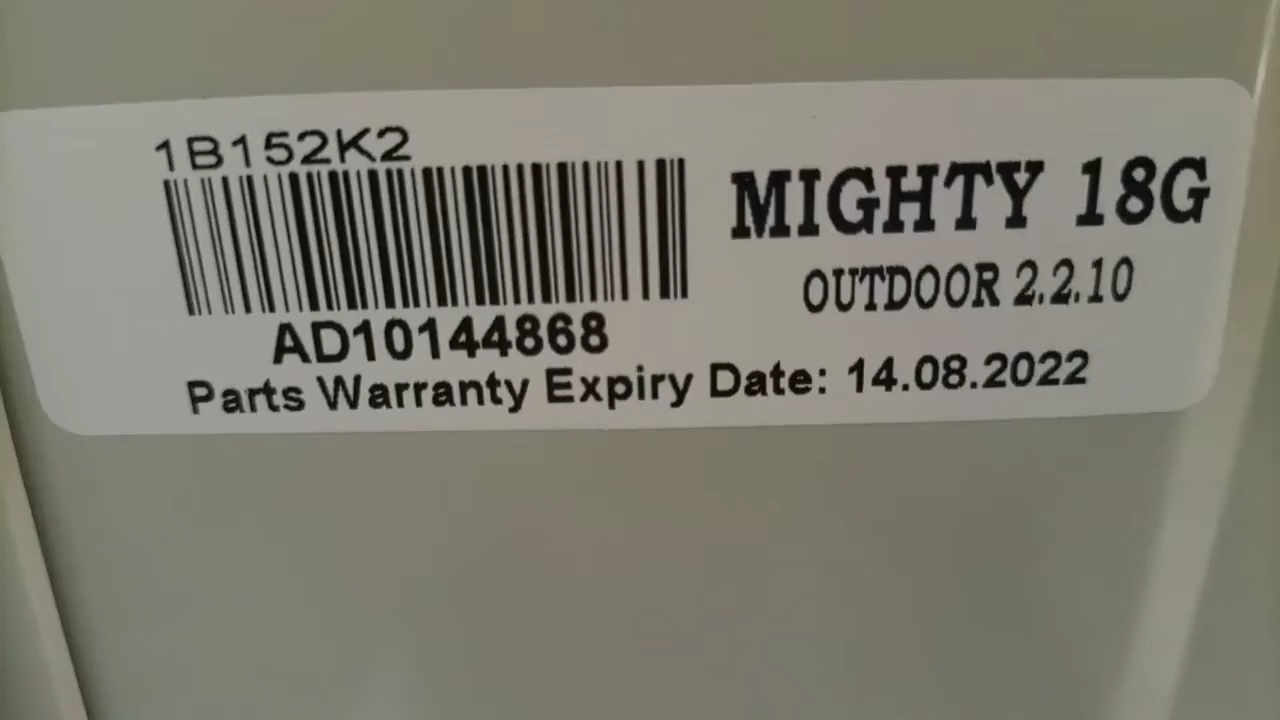 1B152K2
MIGHTY 18G
OUTDOOR 2.2.10
AD10144868
Parts Warranty Expiry Date: 14.08.2022